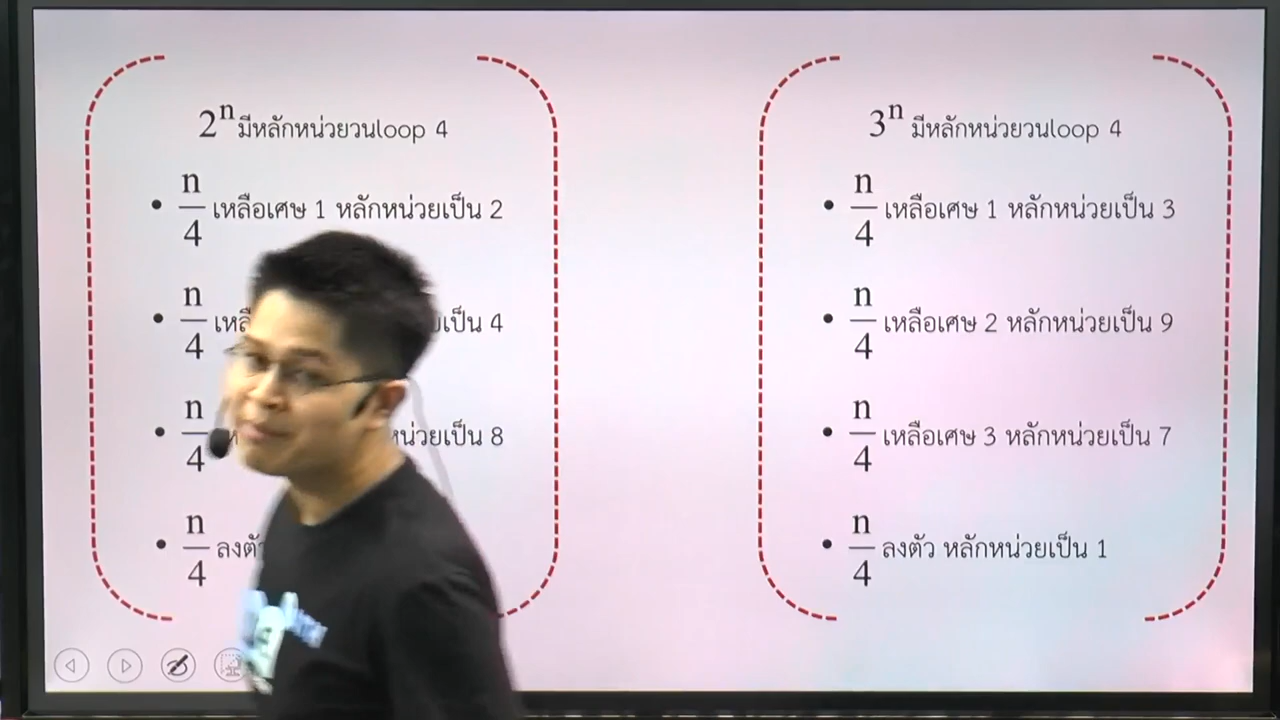 2ⁿ มีหลักหน่วยวนloop 4
• n/4 เหลือเศษ 1 หลักหน่วยเป็น 2
• n/4 เป็น 4
• n/4 หน่วยเป็น 8
• n/4
3ⁿ มีหลักหน่วยวนloop 4
• n/4 เหลือเศษ 1 หลักหน่วยเป็น 3
• n/4 เหลือเศษ 2 หลักหน่วยเป็น 9
• n/4 เหลือเศษ 3 หลักหน่วยเป็น 7
• n/4 ลงตัว หลักหน่วยเป็น 1